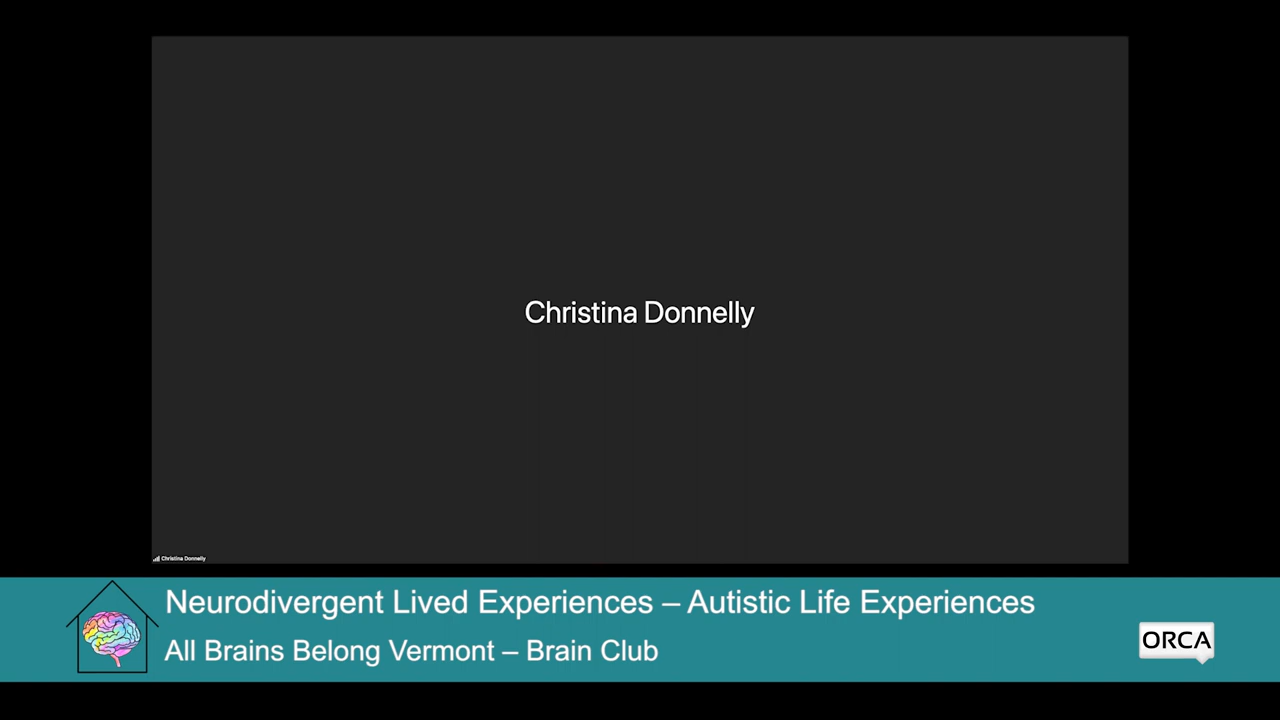 Christina Donnelly
Christina Donnelly
Neurodivergent Lived Experiences – Autistic Life Experiences
All Brains Belong Vermont – Brain Club
ORCA